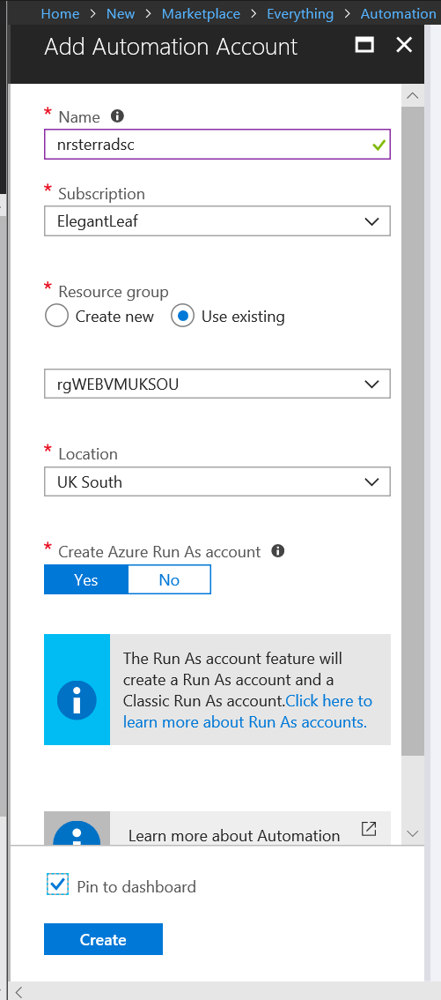 Home > New > Marketplace > Everything > Automation
Add Automation Account
* Name
nrsterradsc
* Subscription
ElegantLeaf
* Resource group
Create new Use existing
rgWEBVMUKSOU
* Location
UK South
* Create Azure Run As account
Yes No
The Run As account feature will
create a Run As account and a
Classic Run As account.Click here to
learn more about Run As accounts.
Learn more about Automation
Pin to dashboard
Create